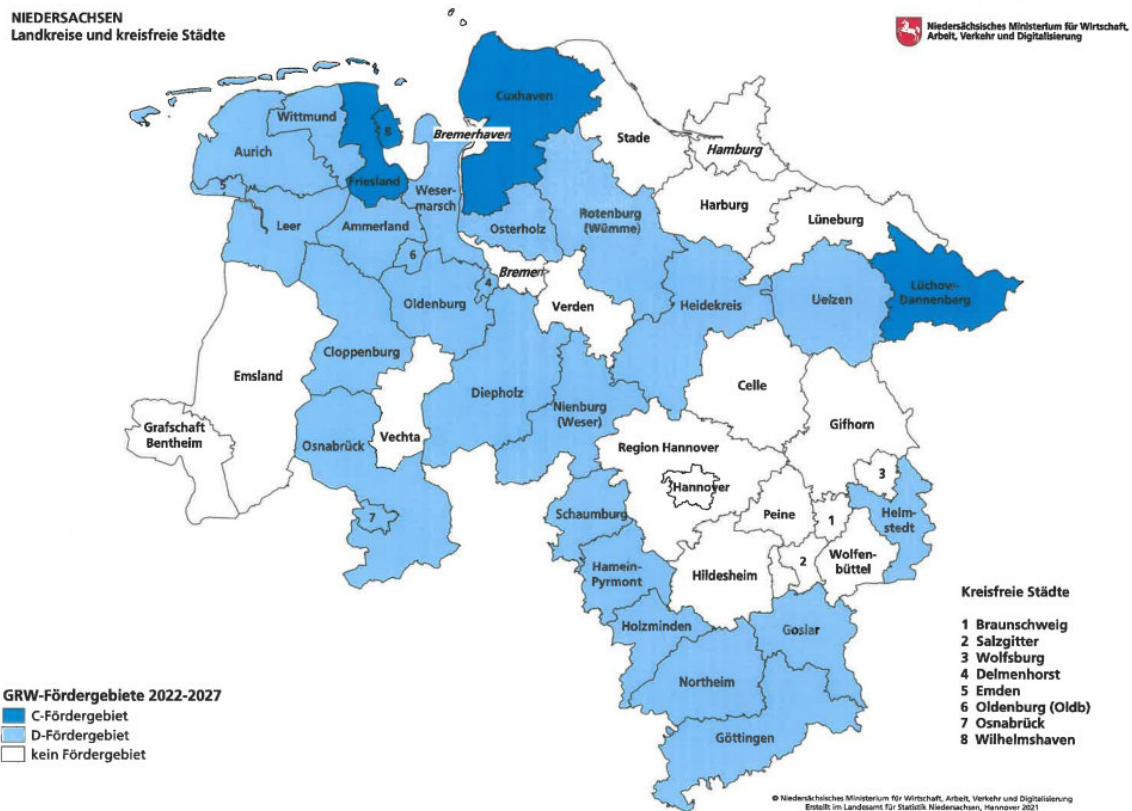 NIEDERSACHSEN
Landkreise und kreisfreie Städte
Niedersächsisches Ministerium für Wirtschaft,
Arbeit, Verkehr und Digitalisierung
Cuxhaven
Wittmund
8
Bremerhaven
Stade
Hamburg
Aurich
Friesland
5
Weser-
marsch
Harburg
Lüneburg
Leer
Ammerland
Osterholz
Rotenburg
(Wümme)
6
Bremen
4
Oldenburg
Verden
Heidekreis
Uelzen
Lüchow-
Dannenberg
Cloppenburg
Emsland
Celle
Diepholz
Nienburg
(Weser)
Grafschaft
Bentheim
Osnabrück
Vechta
Gifhorn
Region Hannover
3
Hannover
7
Schaumburg
Peine
1
Helm-
stedt
2
Wolfen-
büttel
Hameln-
Pyrmont
Hildesheim
Holzminden
Goslar
Northeim
Göttingen
Kreisfreie Städte
1 Braunschweig
2 Salzgitter
3 Wolfsburg
4 Delmenhorst
5 Emden
6 Oldenburg (Oldb)
7 Osnabrück
8 Wilhelmshaven
GRW-Fördergebiete 2022-2027
C-Fördergebiet
D-Fördergebiet
kein Fördergebiet
© Niedersächsisches Ministerium für Wirtschaft, Arbeit, Verkehr und Digitalisierung
Erstellt im Landesamt für Statistik Niedersachsen, Hannover 2021